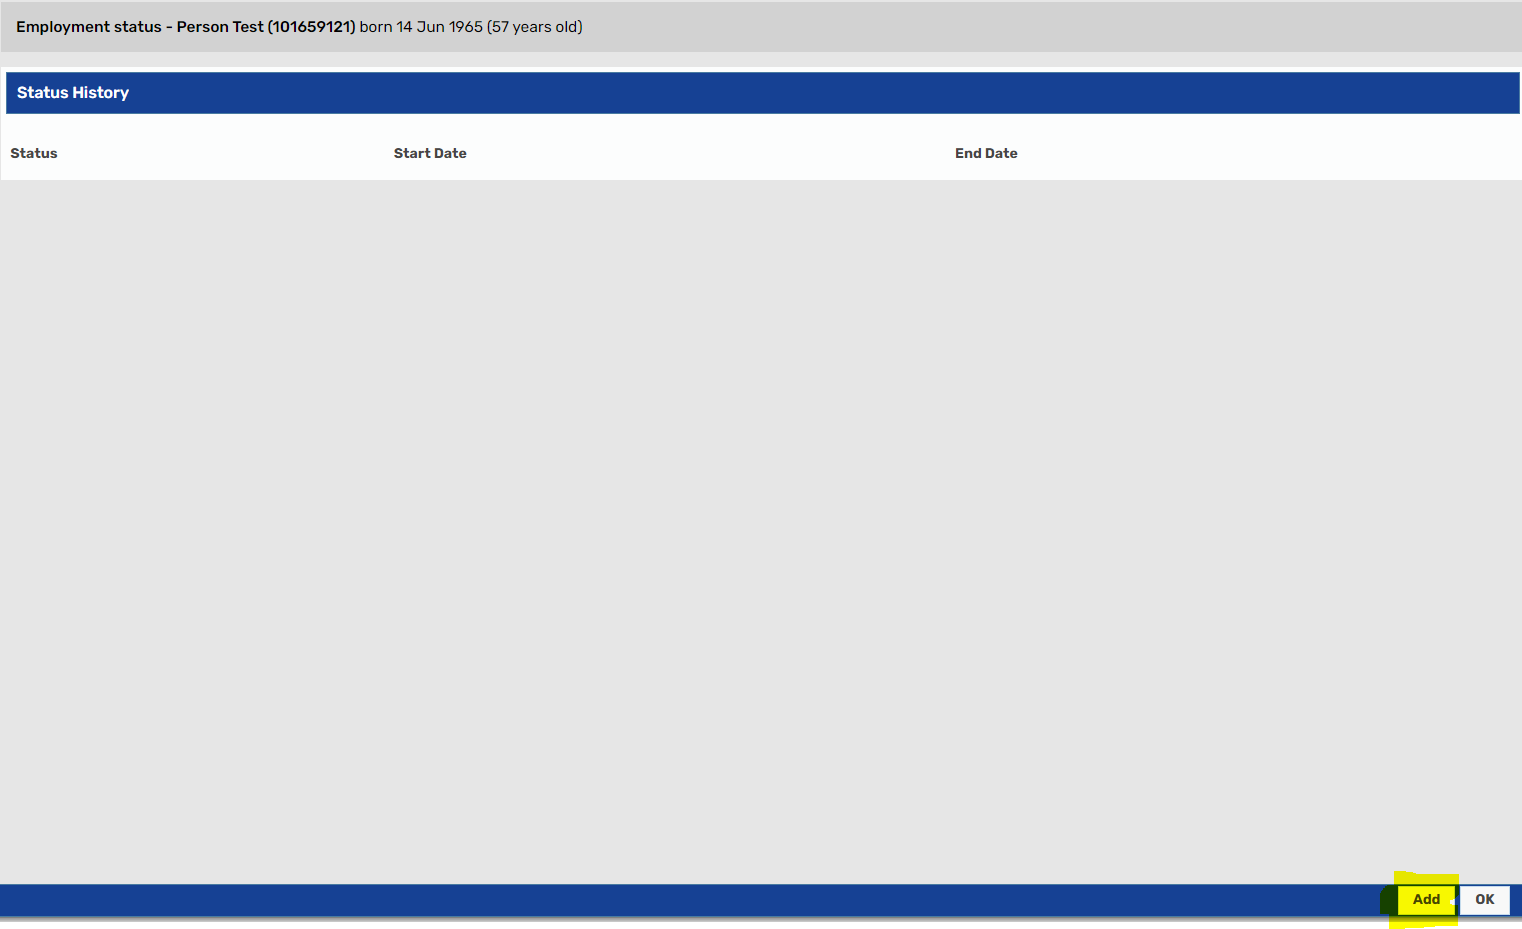 Employment status - Person Test (101659121) born 14 Jun 1965 (57 years old)
Status History
Status Start Date End Date
Add OK